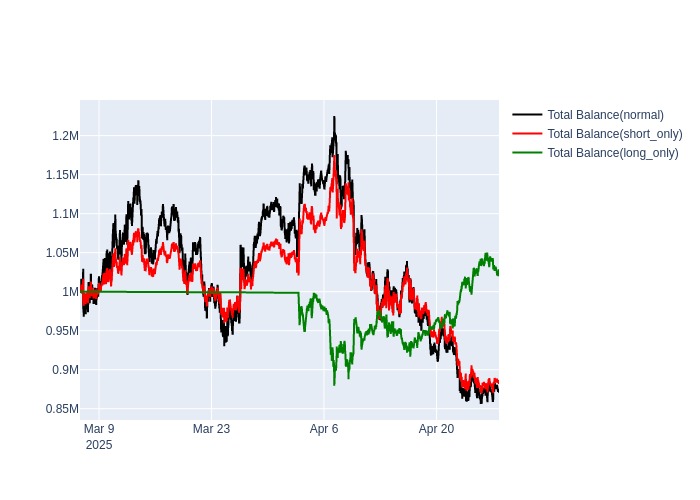 Total Balance(normal)
Total Balance(short_only)
Total Balance(long_only)
1.2M
1.15M
1.1M
1.05M
1M
0.95M
0.9M
0.85M
Mar 9
2025
Mar 23
Apr 6
Apr 20